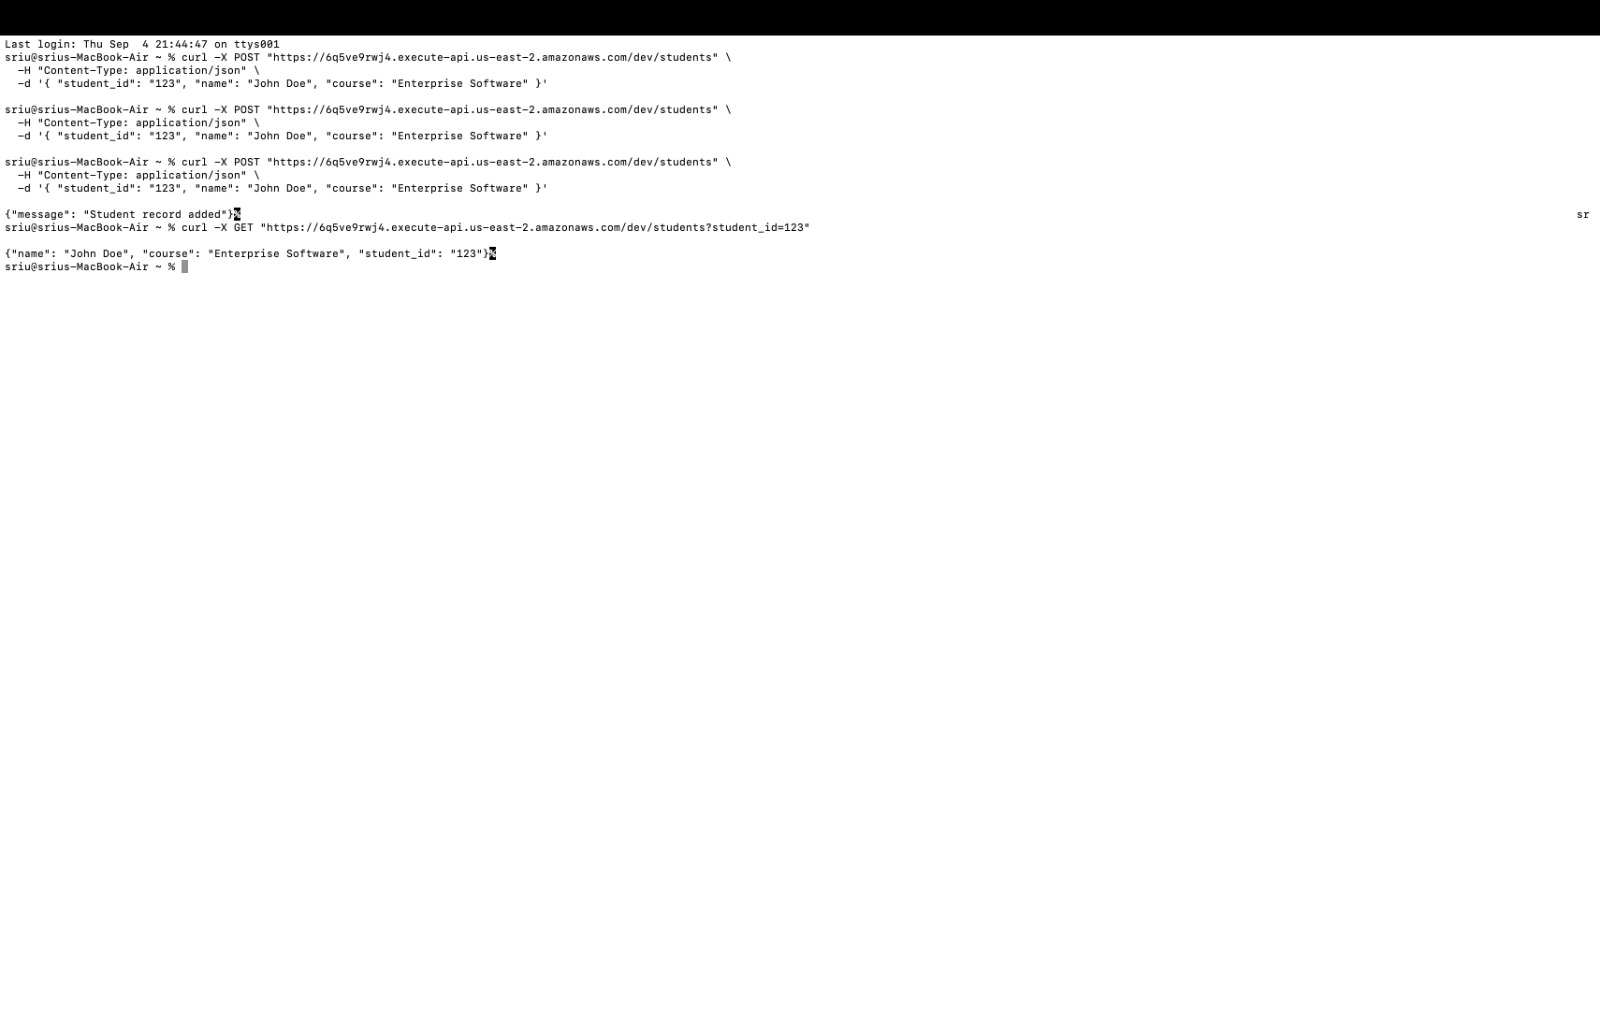 Last login: Thu Sep  4 21:44:47 on ttys001
sriu@srius-MacBook-Air ~ % curl -X POST "https://6q5ve9rwj4.execute-api.us-east-2.amazonaws.com/dev/students" \
  -H "Content-Type: application/json" \
  -d '{ "student_id": "123", "name": "John Doe", "course": "Enterprise Software" }'
sriu@srius-MacBook-Air ~ % curl -X POST "https://6q5ve9rwj4.execute-api.us-east-2.amazonaws.com/dev/students" \
  -H "Content-Type: application/json" \
  -d '{ "student_id": "123", "name": "John Doe", "course": "Enterprise Software" }'
sriu@srius-MacBook-Air ~ % curl -X POST "https://6q5ve9rwj4.execute-api.us-east-2.amazonaws.com/dev/students" \
  -H "Content-Type: application/json" \
  -d '{ "student_id": "123", "name": "John Doe", "course": "Enterprise Software" }'
{"message": "Student record added"}% sr
sriu@srius-MacBook-Air ~ % curl -X GET "https://6q5ve9rwj4.execute-api.us-east-2.amazonaws.com/dev/students?student_id=123"
{"name": "John Doe", "course": "Enterprise Software", "student_id": "123"}%
sriu@srius-MacBook-Air ~ %